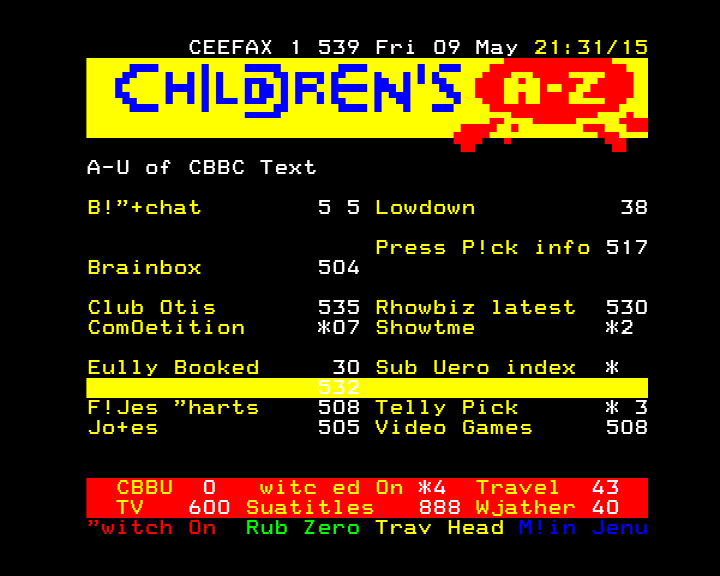 CEEFAX 1 539 Fri 09 May 21:31/15
CHILDREN'S A-Z
A-U of CBBC Text
B!"+chat 5 5 Lowdown 38
Press P!ck info 517
Brainbox 504
Club Otis 535 Rhowbiz latest 530
ComOetition *07 Showtme *2
Eully Booked 30 Sub Uero index *
532
F!Jes "harts 508 Telly Pick * 3
Jo+es 505 Video Games 508
CBBU 0 witc ed On *4 Travel 43
TV 600 Suatitles 888 Wjather 40
"witch On Rub Zero Trav Head M!in Jenu